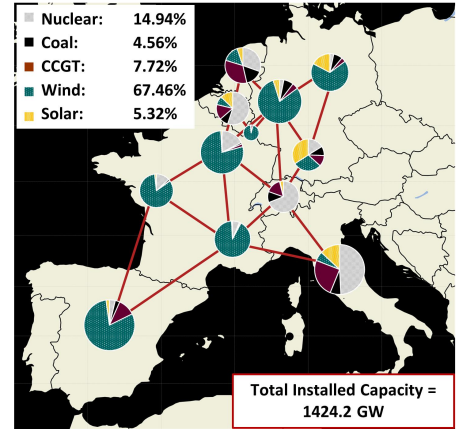 Nuclear: 14.94%
Coal: 4.56%
CCGT: 7.72%
Wind: 67.46%
Solar: 5.32%
Total Installed Capacity =
1424.2 GW